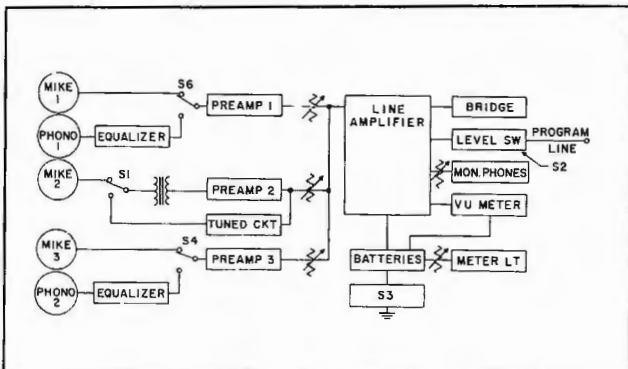 MIKE
1
S6
PREAMP 1
LINE
AMPLIFIER
BRIDGE
PHONO
1
EQUALIZER
LEVEL SW
PROGRAM
LINE
S2
MIKE
2
S1
PREAMP 2
MON. PHONES
TUNED CKT
VU METER
MIKE
3
S4
PREAMP 3
BATTERIES
METER LT
PHONO
2
EQUALIZER
S3